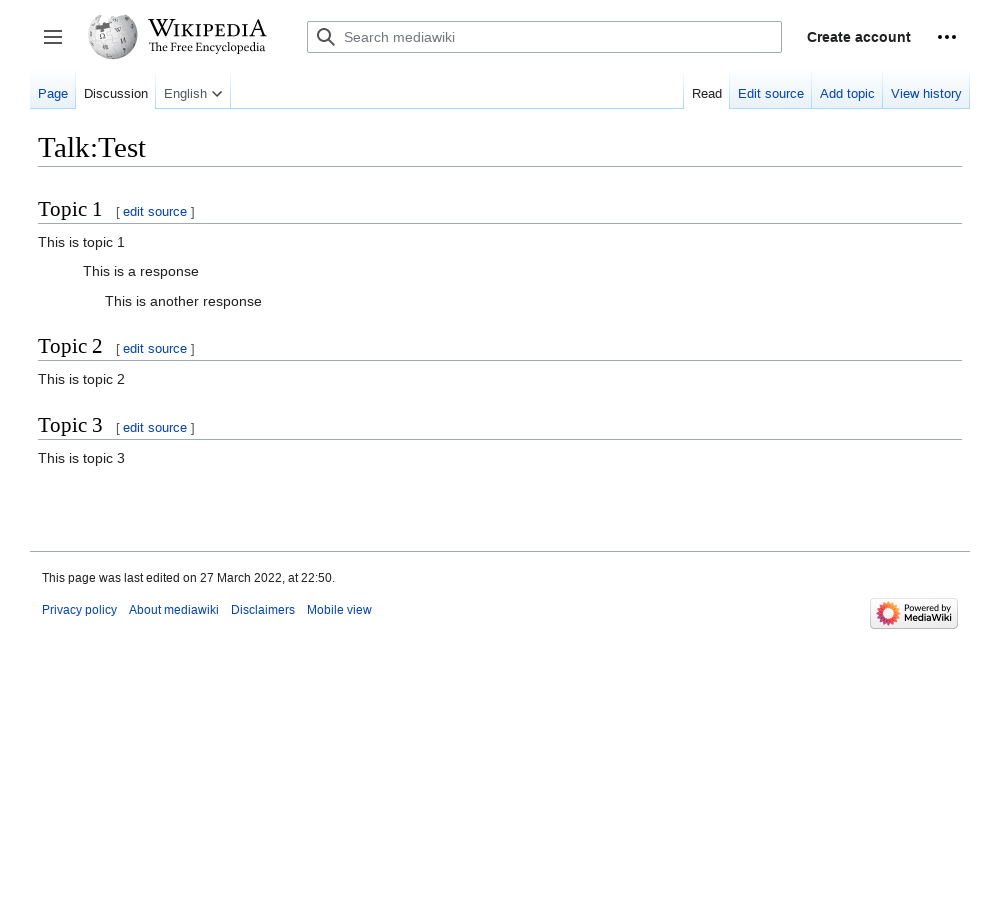 WIKIPEDIA
The Free Encyclopedia
Search mediawiki
Create account
Page Discussion English Read Edit source Add topic View history
Talk:Test
Topic 1 [ edit source ]
This is topic 1
This is a response
This is another response
Topic 2 [ edit source ]
This is topic 2
Topic 3 [ edit source ]
This is topic 3
This page was last edited on 27 March 2022, at 22:50.
Privacy policy About mediawiki Disclaimers Mobile view
Powered by
MediaWiki